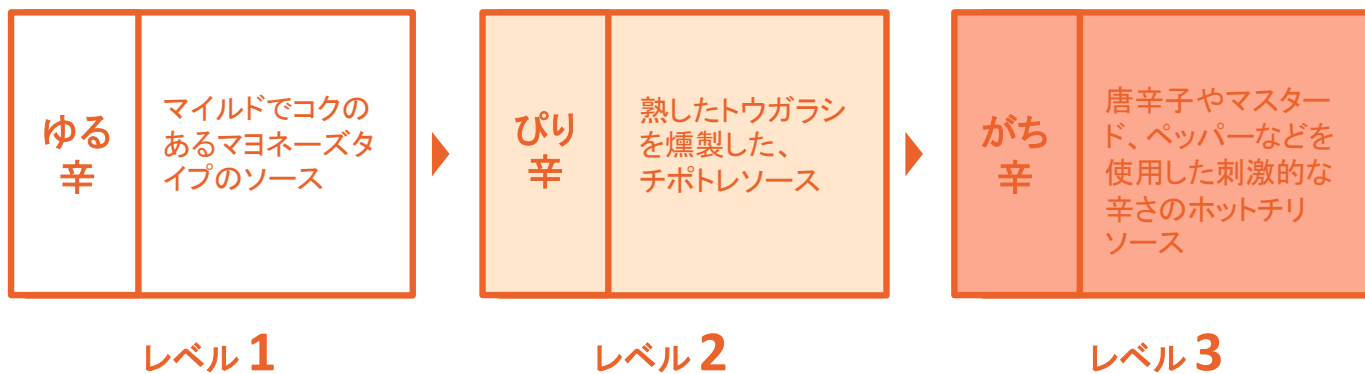 ゆる
辛
マイルドでコクの
あるマヨネーズタ
イプのソース
レベル 1
ぴり
辛
熟したトウガラシ
を燻製した、
チポトレソース
レベル 2
がち
辛
唐辛子やマスター
ド、ペッパーなどを
使用した刺激的な
辛さのホットチリ
ソース
レベル 3